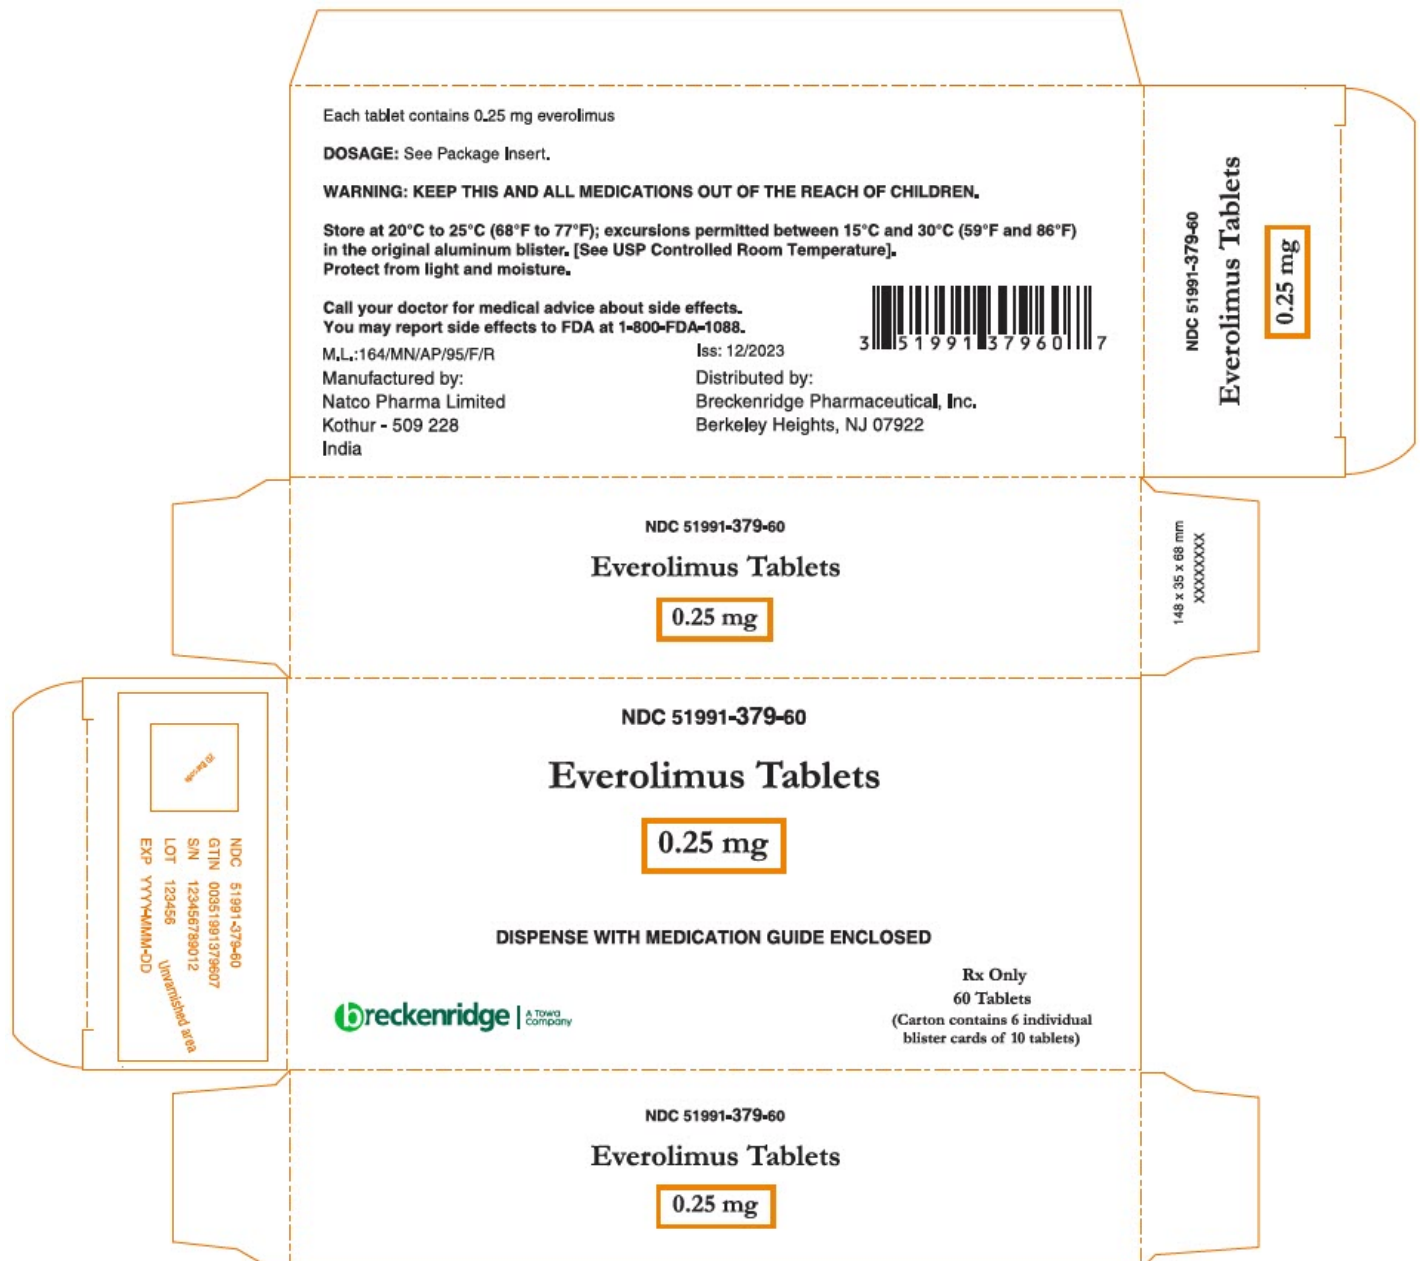 Each tablet contains 0.25 mg everolimus
DOSAGE: See Package Insert.
WARNING: KEEP THIS AND ALL MEDICATIONS OUT OF THE REACH OF CHILDREN.
Store at 20°C to 25°C (68°F to 77°F); excursions permitted between 15°C and 30°C (59°F and 86°F)
in the original aluminum blister. [See USP Controlled Room Temperature].
Protect from light and moisture.
Call your doctor for medical advice about side effects.
You may report side effects to FDA at 1-800-FDA-1088.
M.L.:164/MN/AP/95/F/R
Manufactured by:
Natco Pharma Limited
Kothur - 509 228
India
Iss: 12/2023
Distributed by:
Breckenridge Pharmaceutical, Inc.
Berkeley Heights, NJ 07922
3 51991 37960 7
NDC 51991-379-60
Everolimus Tablets
0.25 mg
NDC 51991-379-60
Everolimus Tablets
0.25 mg
148 x 35 x 68 mm
XXXXXXXX
2D Barcode
NDC 51991-379-60
GTIN 00351991379607
S/N 123456789012
LOT 123456
EXP YYYY-MMM-DD
Unvarnished area
NDC 51991-379-60
Everolimus Tablets
0.25 mg
DISPENSE WITH MEDICATION GUIDE ENCLOSED
breckenridge
A Towa
Company
Rx Only
60 Tablets
(Carton contains 6 individual
blister cards of 10 tablets)
NDC 51991-379-60
Everolimus Tablets
0.25 mg